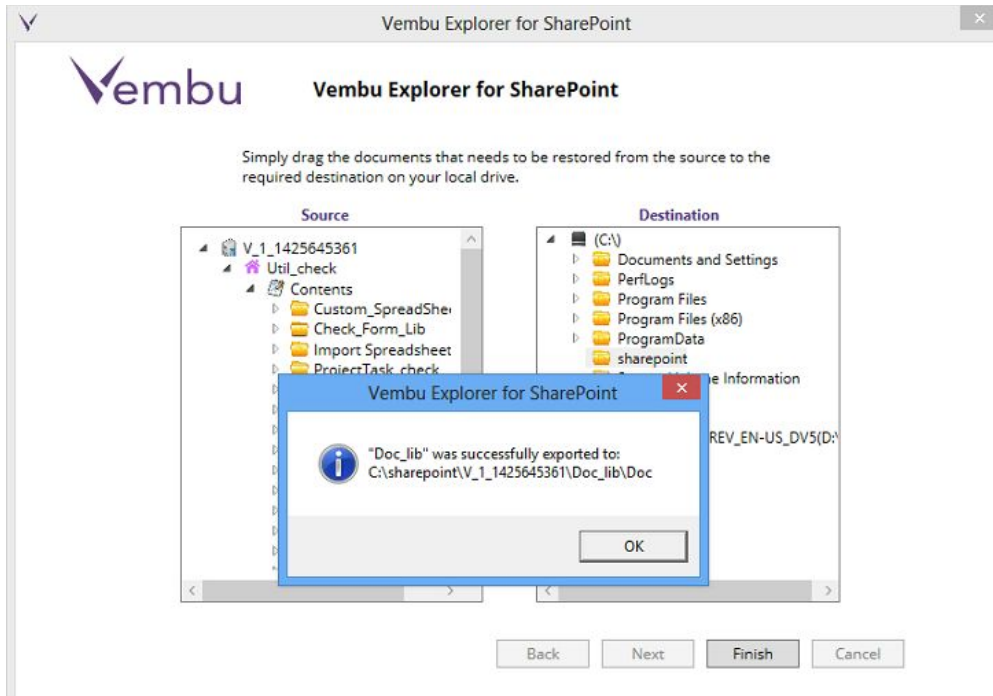 Vembu Explorer for SharePoint
Vembu
Vembu Explorer for SharePoint
Simply drag the documents that needs to be restored from the source to the
required destination on your local drive.
Source
V_1_1425645361
Util_check
Contents
Custom_SpreadShe
Check_Form_Lib
Import Spreadsheet
ProjectTask_check
Destination
(C:\)
Documents and Settings
PerfLogs
Program Files
Program Files (x86)
ProgramData
sharepoint
Information
REV_EN-US_DV5(D:\
Vembu Explorer for SharePoint
"Doc_lib" was successfully exported to:
C:\sharepoint\V_1_1425645361\Doc_lib\Doc
OK
Back
Next
Finish
Cancel